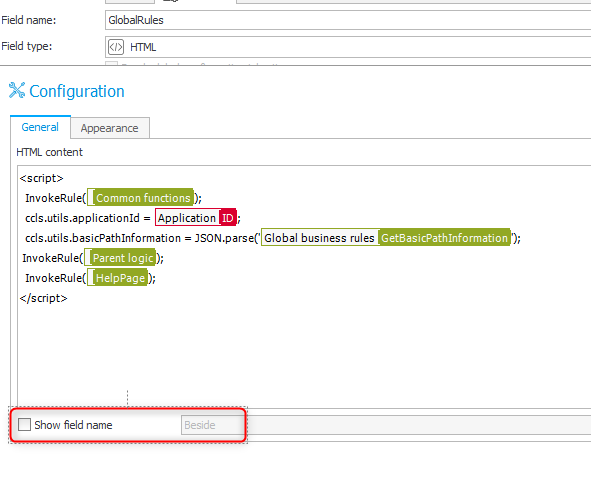 Field name: GlobalRules
Field type: </> HTML
Configuration
General Appearance
HTML content
<script>
InvokeRule( Common functions );
ccls.utils.applicationId = Application ID ;
ccls.utils.basicPathInformation = JSON.parse(' Global business rules GetBasicPathInformation ');
InvokeRule( Parent logic );
InvokeRule( HelpPage );
</script>
Show field name Beside